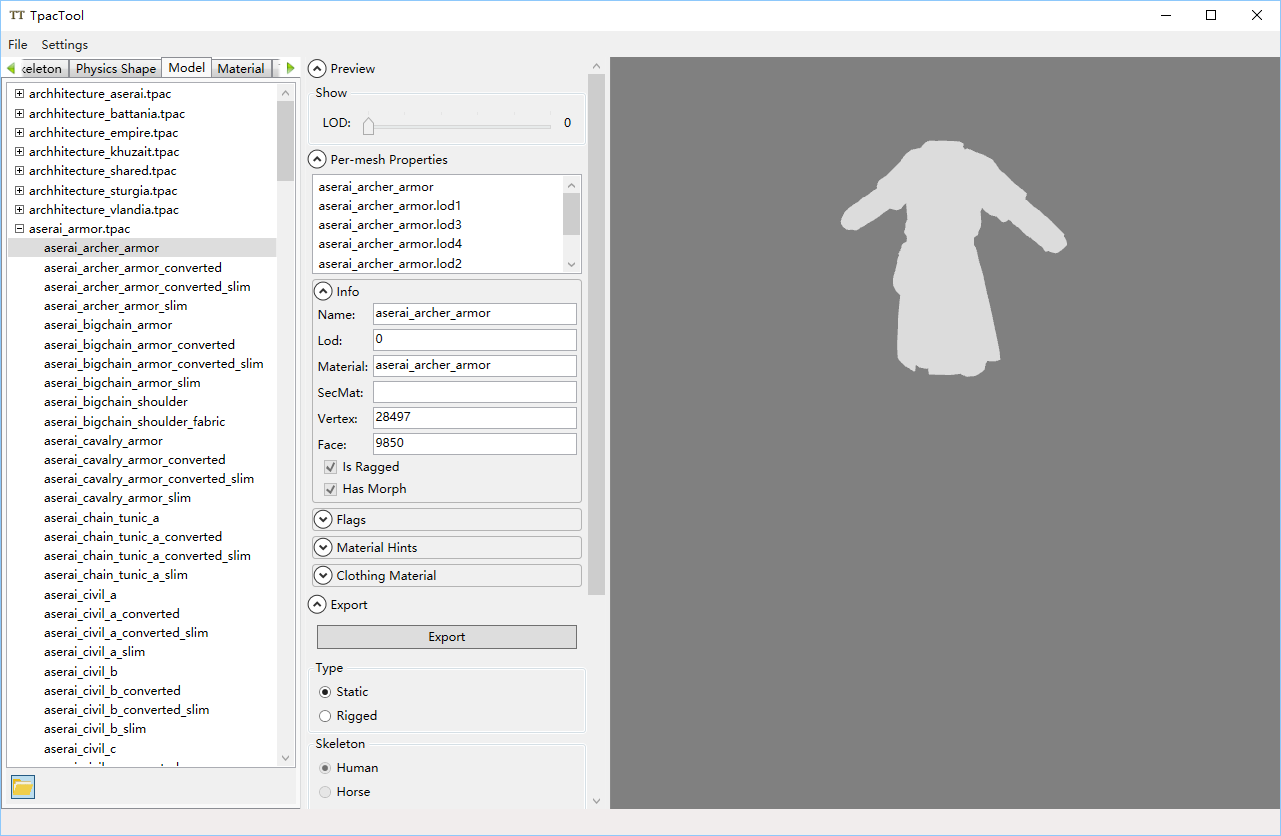 TT TpacTool
File Settings
keleton Physics Shape Model Material
archhitecture_aserai.tpac
archhitecture_battania.tpac
archhitecture_empire.tpac
archhitecture_khuzait.tpac
archhitecture_shared.tpac
archhitecture_sturgia.tpac
archhitecture_vlandia.tpac
aserai_armor.tpac
aserai_archer_armor
aserai_archer_armor_converted
aserai_archer_armor_converted_slim
aserai_archer_armor_slim
aserai_bigchain_armor
aserai_bigchain_armor_converted
aserai_bigchain_armor_converted_slim
aserai_bigchain_armor_slim
aserai_bigchain_shoulder
aserai_bigchain_shoulder_fabric
aserai_cavalry_armor
aserai_cavalry_armor_converted
aserai_cavalry_armor_converted_slim
aserai_cavalry_armor_slim
aserai_chain_tunic_a
aserai_chain_tunic_a_converted
aserai_chain_tunic_a_converted_slim
aserai_chain_tunic_a_slim
aserai_civil_a
aserai_civil_a_converted
aserai_civil_a_converted_slim
aserai_civil_a_slim
aserai_civil_b
aserai_civil_b_converted
aserai_civil_b_converted_slim
aserai_civil_b_slim
aserai_civil_c
Preview
Show
LOD: 0
Per-mesh Properties
aserai_archer_armor
aserai_archer_armor.lod1
aserai_archer_armor.lod3
aserai_archer_armor.lod4
aserai_archer_armor.lod2
Info
Name: aserai_archer_armor
Lod: 0
Material: aserai_archer_armor
SecMat:
Vertex: 28497
Face: 9850
Is Ragged
Has Morph
Flags
Material Hints
Clothing Material
Export
Export
Type
Static
Rigged
Skeleton
Human
Horse